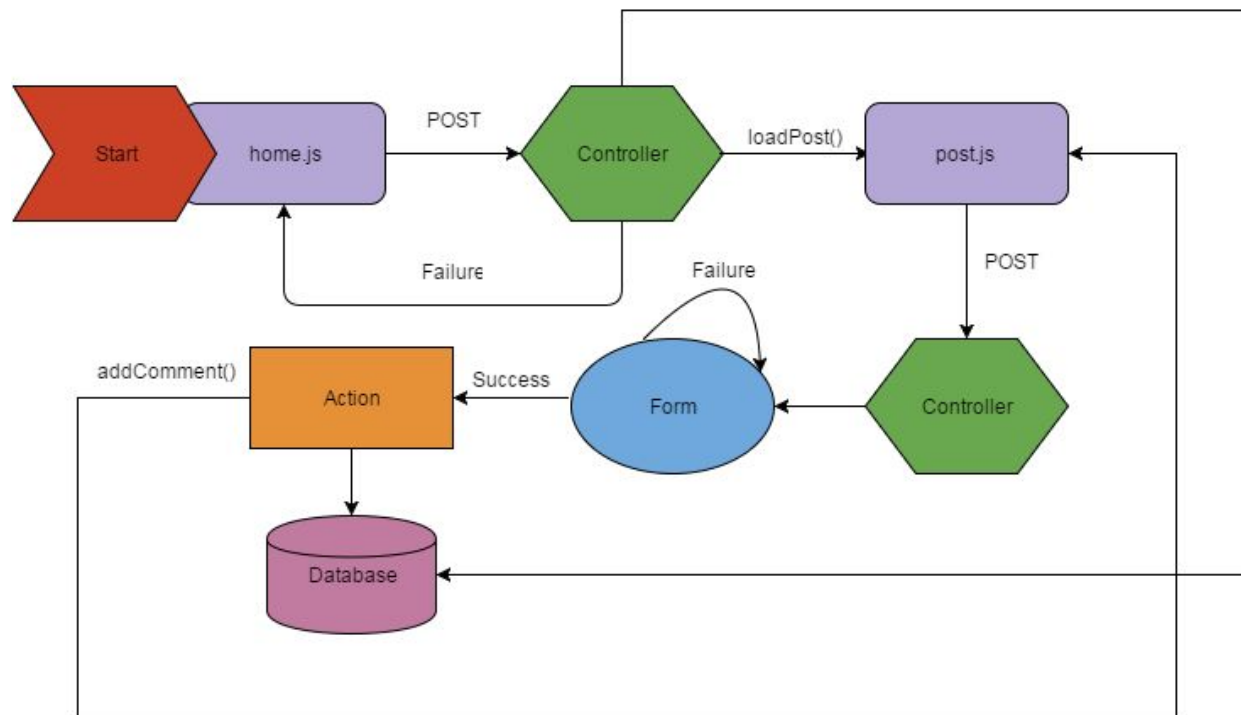 Start
home.js
POST
Controller
loadPost()
post.js
Failure
Failure
POST
addComment()
Action
Success
Form
Controller
Database